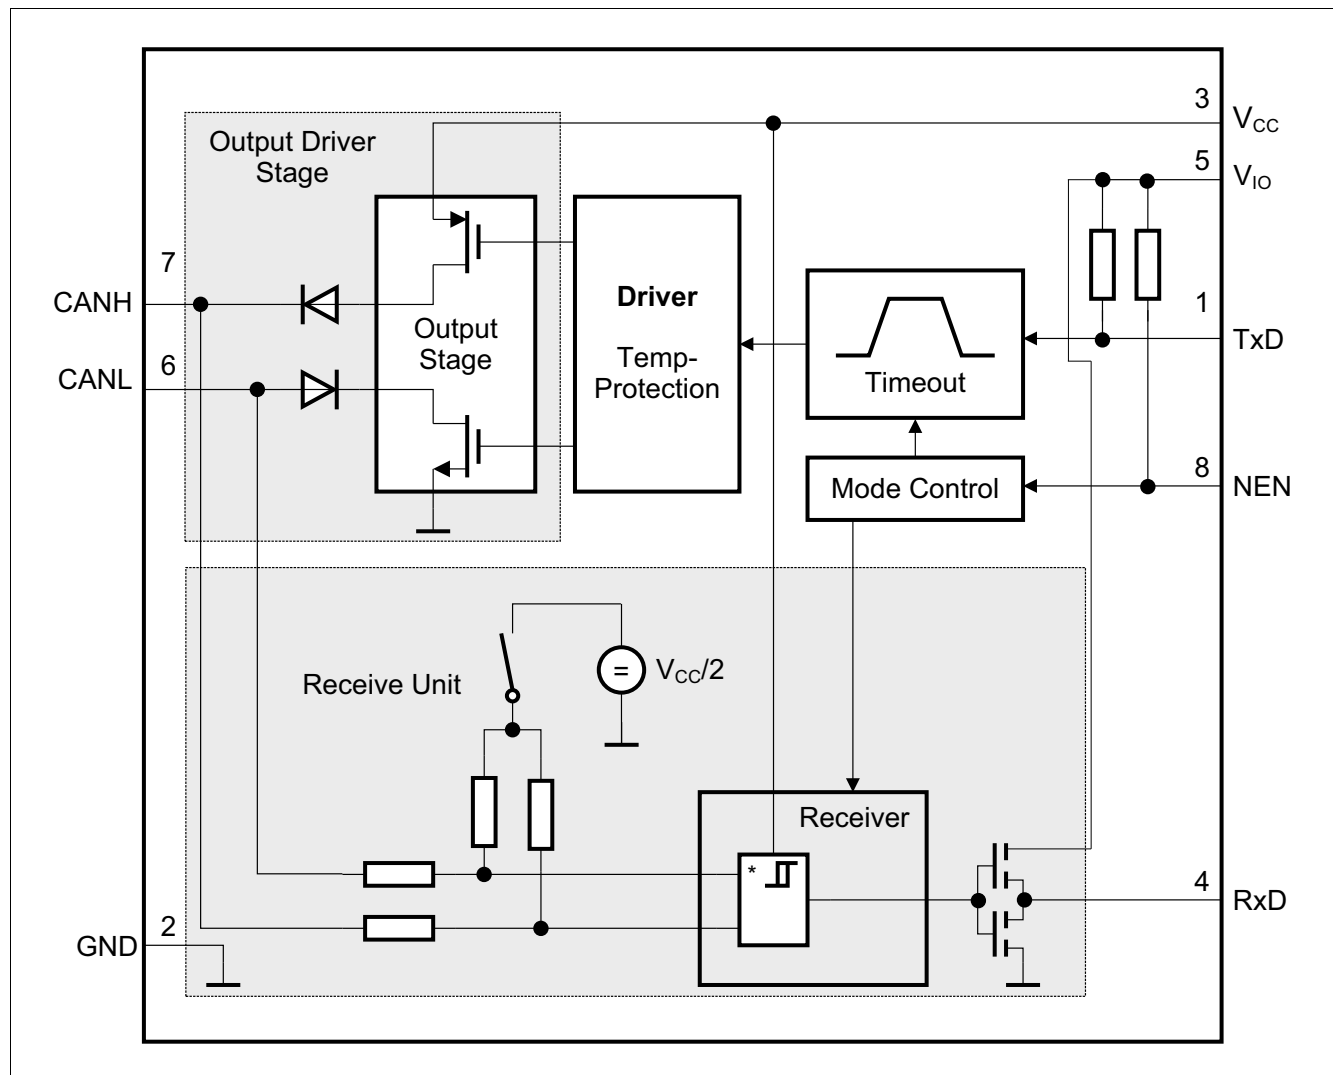 3
V_CC
Output Driver
Stage
5
V_IO
7
CANH
Driver
1
TxD
Output
Stage
Temp-
Protection
6
CANL
Timeout
8
NEN
Mode Control
=
V_CC/2
Receive Unit
Receiver
*
4
RxD
2
GND